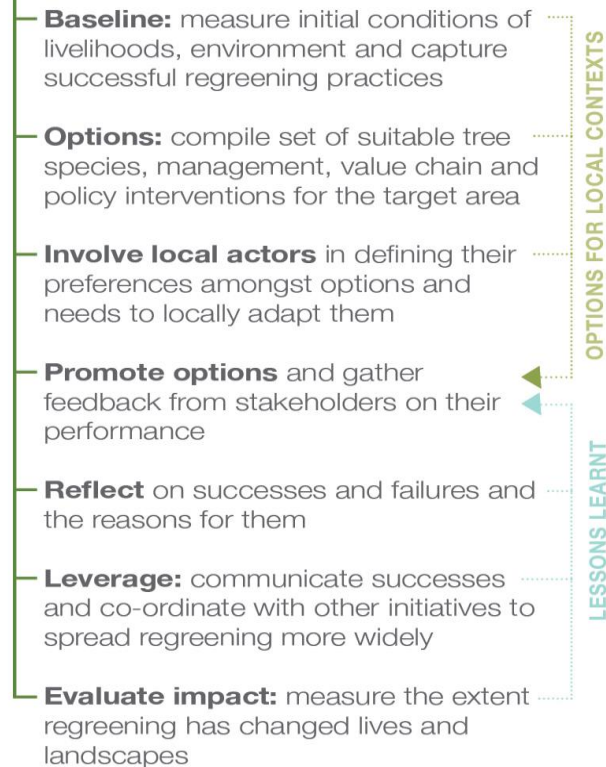 Baseline: measure initial conditions of
livelihoods, environment and capture
successful regreening practices
Options: compile set of suitable tree
species, management, value chain and
policy interventions for the target area
Involve local actors in defining their
preferences amongst options and
needs to locally adapt them
Promote options and gather
feedback from stakeholders on their
performance
Reflect on successes and failures and
the reasons for them
Leverage: communicate successes
and co-ordinate with other initiatives to
spread regreening more widely
Evaluate impact: measure the extent
regreening has changed lives and
landscapes
OPTIONS FOR LOCAL CONTEXTS
LESSONS LEARNT